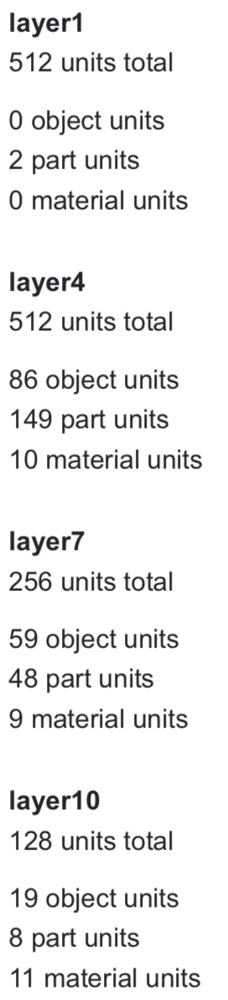 layer1
512 units total
0 object units
2 part units
0 material units
layer4
512 units total
86 object units
149 part units
10 material units
layer7
256 units total
59 object units
48 part units
9 material units
layer10
128 units total
19 object units
8 part units
11 material units